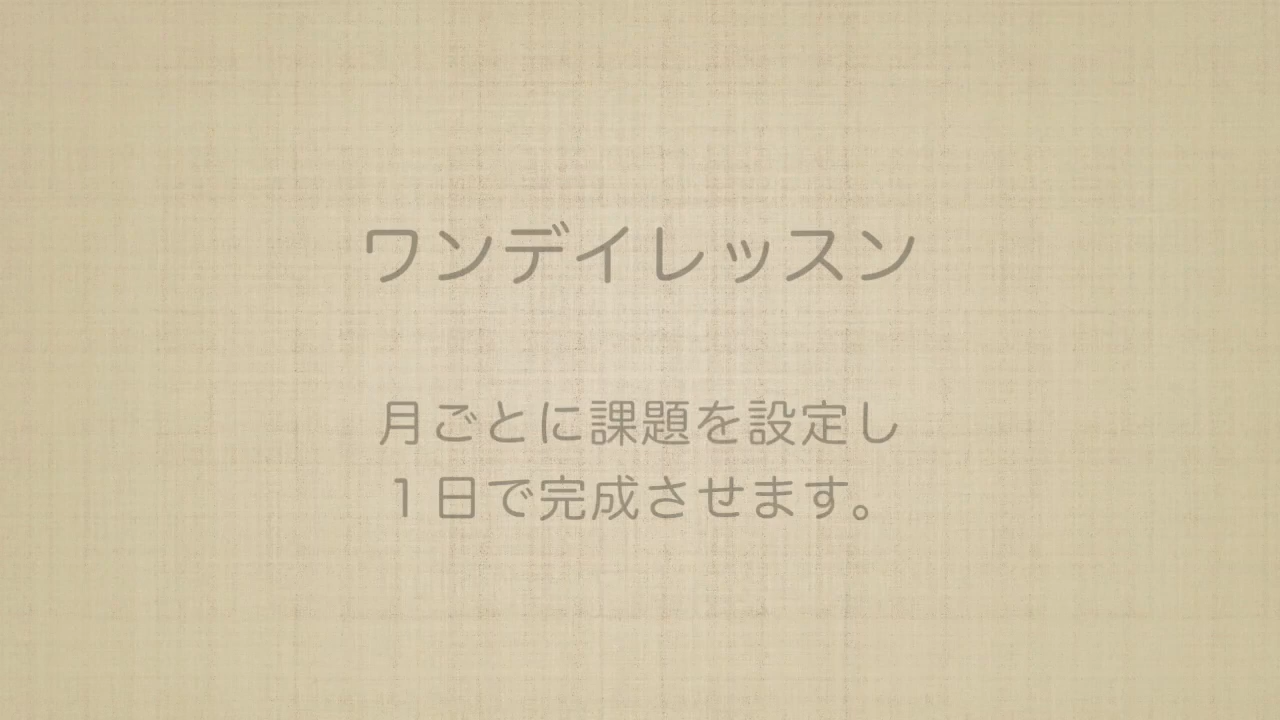 ワンデイレッスン
月ごとに課題を設定し
１日で完成させます。